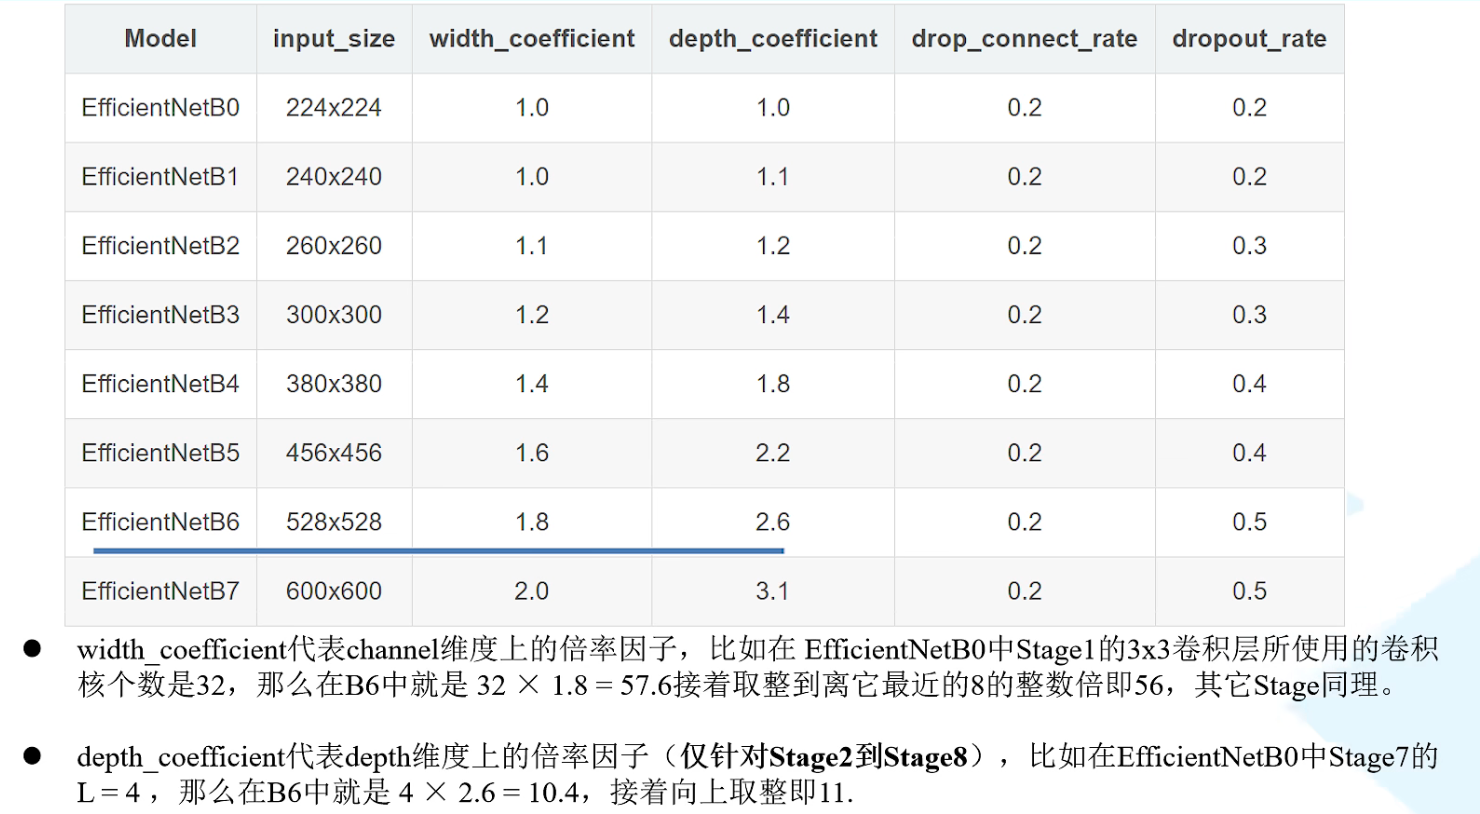 Model input_size width_coefficient depth_coefficient drop_connect_rate dropout_rate
EfficientNetB0 224x224 1.0 1.0 0.2 0.2
EfficientNetB1 240x240 1.0 1.1 0.2 0.2
EfficientNetB2 260x260 1.1 1.2 0.2 0.3
EfficientNetB3 300x300 1.2 1.4 0.2 0.3
EfficientNetB4 380x380 1.4 1.8 0.2 0.4
EfficientNetB5 456x456 1.6 2.2 0.2 0.4
EfficientNetB6 528x528 1.8 2.6 0.2 0.5
EfficientNetB7 600x600 2.0 3.1 0.2 0.5
● width_coefficient代表channel维度上的倍率因子，比如在 EfficientNetB0中Stage1的3x3卷积层所使用的卷积
核个数是32，那么在B6中就是 32 × 1.8 = 57.6接着取整到离它最近的8的整数倍即56，其它Stage同理。
● depth_coefficient代表depth维度上的倍率因子（仅针对Stage2到Stage8），比如在EfficientNetB0中Stage7的
L = 4 ，那么在B6中就是 4 × 2.6 = 10.4，接着向上取整即11.